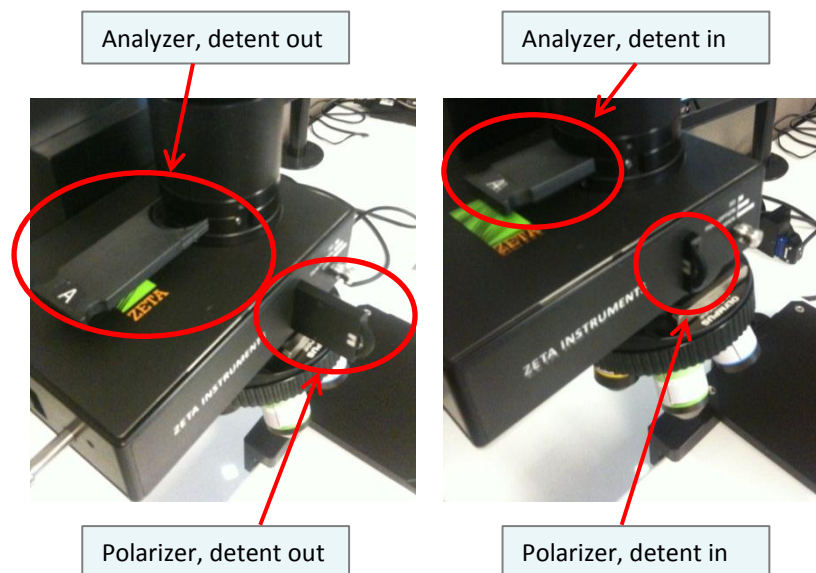 Analyzer, detent out
Analyzer, detent in
A
ZETA
ZETA INSTRUMENTS
A
ZETA
ZETA INSTRUMENTS
OLYMPUS
Polarizer, detent out
Polarizer, detent in